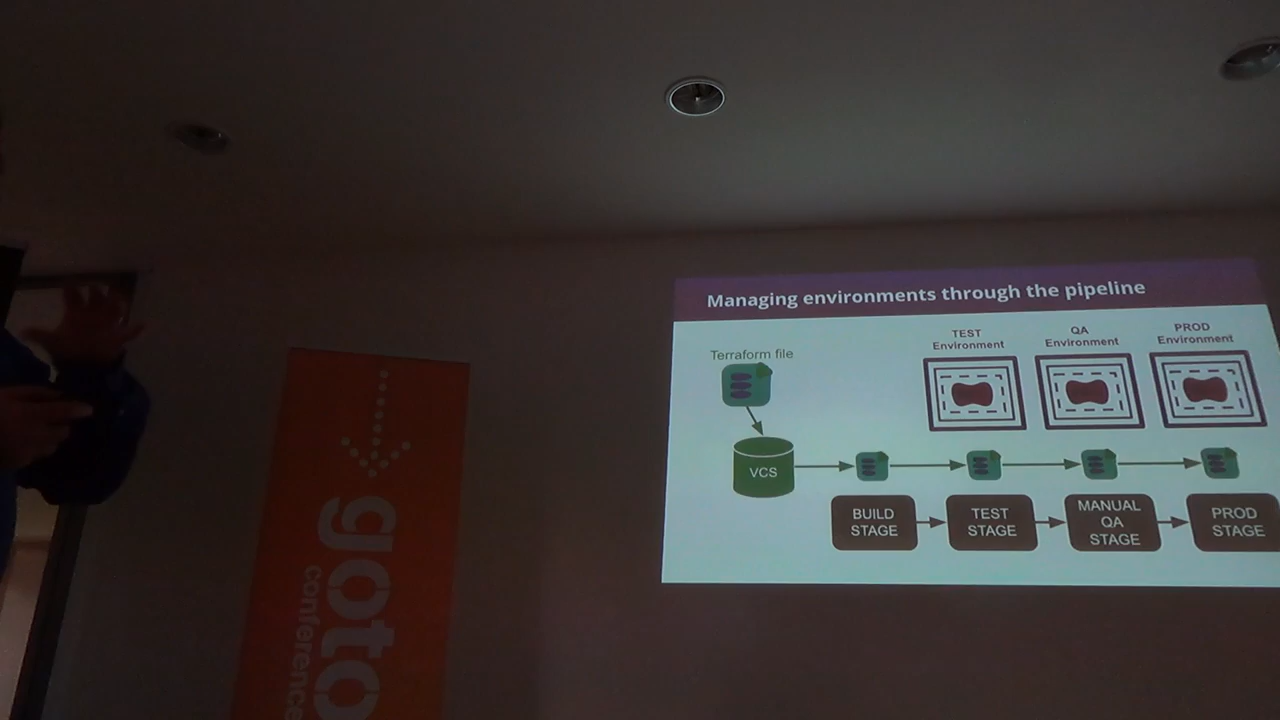 Managing environments through the pipeline
TEST
Environment
QA
Environment
PROD
Environment
Terraform file
VCS
BUILD
STAGE
TEST
STAGE
MANUAL
QA
STAGE
PROD
STAGE
goto
conference